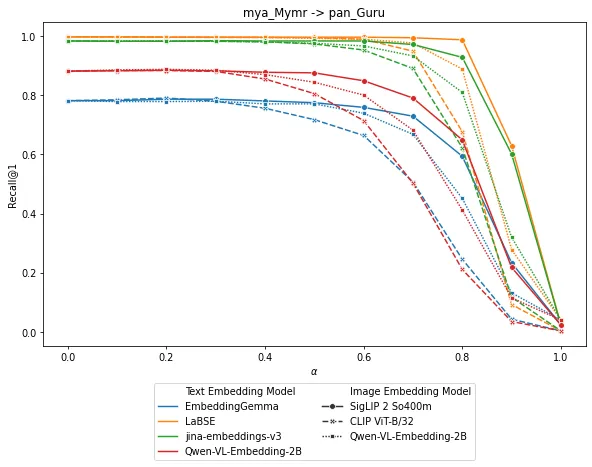 mya_Mymr -> pan_Guru
Recall@1
1.0
0.8
0.6
0.4
0.2
0.0
0.0 0.2 0.4 0.6 0.8 1.0
α
Text Embedding Model
EmbeddingGemma
LaBSE
jina-embeddings-v3
Qwen-VL-Embedding-2B
Image Embedding Model
SigLIP 2 So400m
CLIP ViT-B/32
Qwen-VL-Embedding-2B